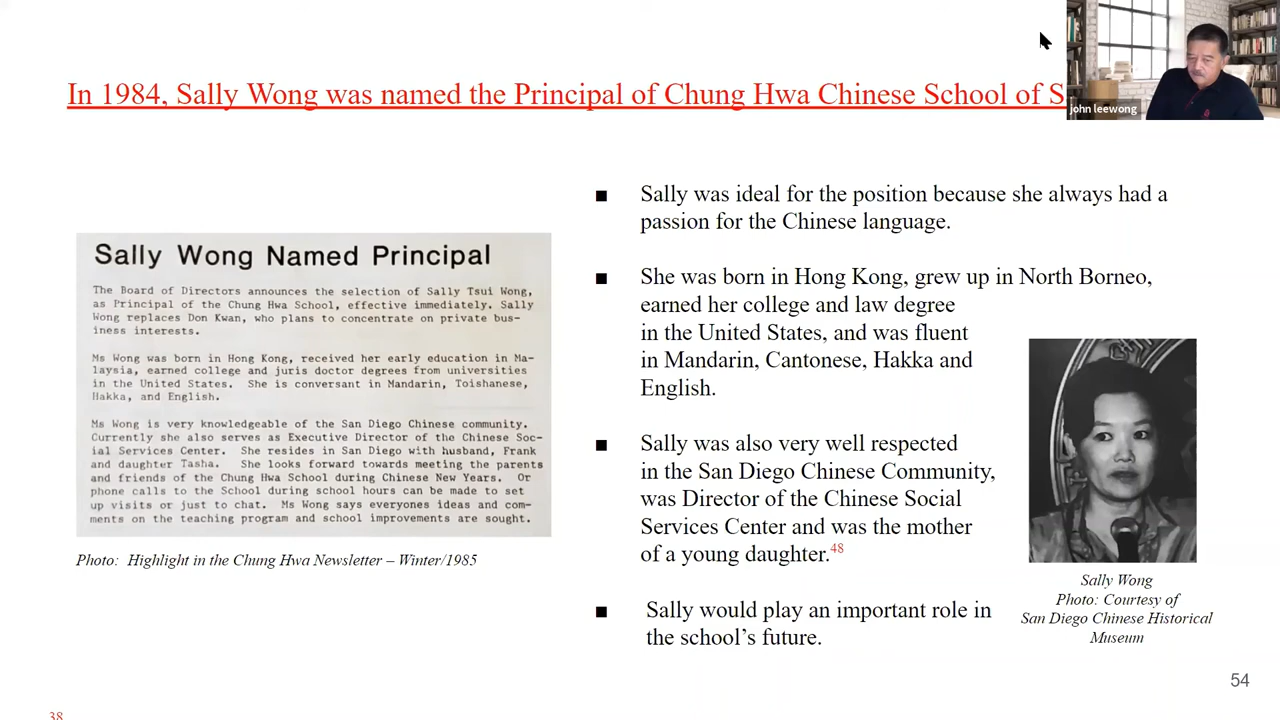 In 1984, Sally Wong was named the Principal of Chung Hwa Chinese School of S
john leewong
Sally Wong Named Principal
The Board of Directors announces the selection of Sally Tsui Wong,
as Principal of the Chung Hwa School, effective immediately. Sally
Wong replaces Don Kwan, who plans to concentrate on private bus-
iness interests.
Ms Wong was born in Hong Kong, received her early education in Ma-
laysia, earned college and juris doctor degrees from universities
in the United States. She is conversant in Mandarin, Toishanese,
Hakka, and English.
Ms Wong is very knowledgeable of the San Diego Chinese community.
Currently she also serves as Executive Director of the Chinese Soc-
ial Services Center. She resides in San Diego with husband, Frank
and daughter Tasha. She looks forward towards meeting the parents
and friends of the Chung Hwa School during Chinese New Years. Or
phone calls to the School during school hours can be made to set
up visits or just to chat. Ms Wong says everyones ideas and com-
ments on the teaching program and school improvements are sought.
Photo: Highlight in the Chung Hwa Newsletter – Winter/1985
■ Sally was ideal for the position because she always had a
passion for the Chinese language.
■ She was born in Hong Kong, grew up in North Borneo,
earned her college and law degree
in the United States, and was fluent
in Mandarin, Cantonese, Hakka and
English.
■ Sally was also very well respected
in the San Diego Chinese Community,
was Director of the Chinese Social
Services Center and was the mother
of a young daughter.48
■ Sally would play an important role in
the school’s future.
Sally Wong
Photo: Courtesy of
San Diego Chinese Historical
Museum
54
38